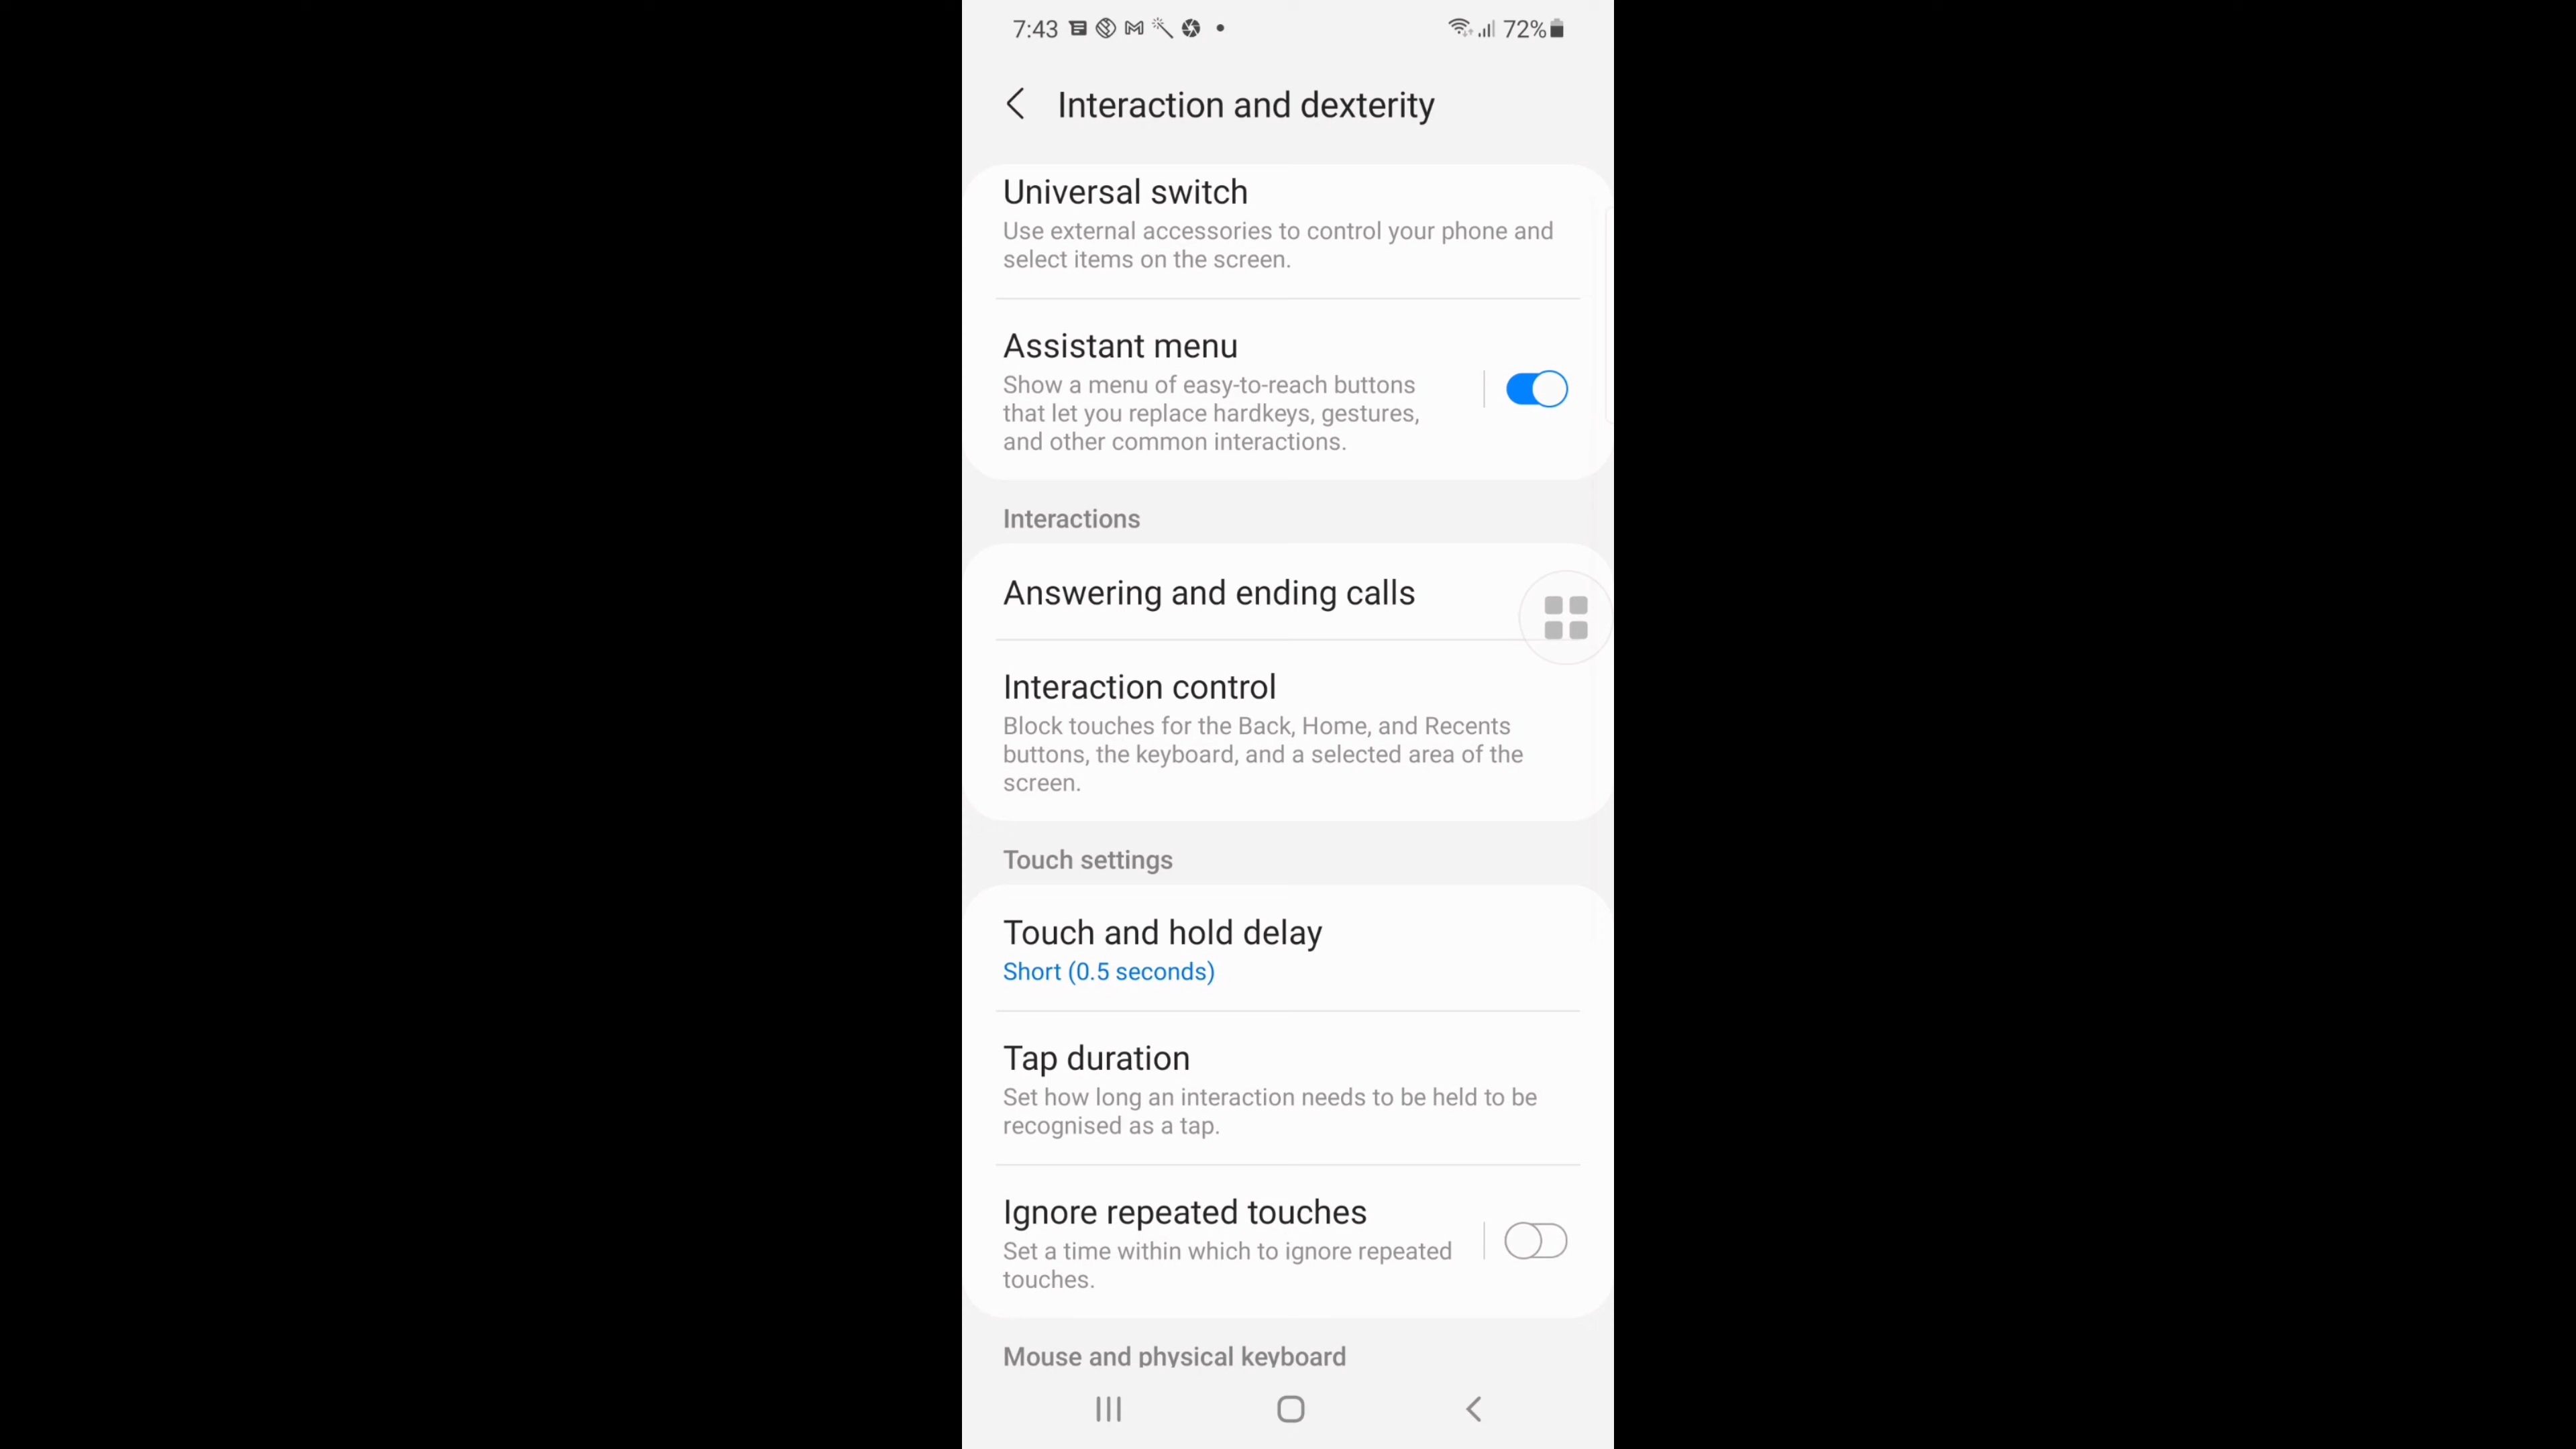 7:43
72%
Interaction and dexterity
Universal switch
Use external accessories to control your phone and
select items on the screen.
Assistant menu
Show a menu of easy-to-reach buttons
that let you replace hardkeys, gestures,
and other common interactions.
Interactions
Answering and ending calls
Interaction control
Block touches for the Back, Home, and Recents
buttons, the keyboard, and a selected area of the
screen.
Touch settings
Touch and hold delay
Short (0.5 seconds)
Tap duration
Set how long an interaction needs to be held to be
recognised as a tap.
Ignore repeated touches
Set a time within which to ignore repeated
touches.
Mouse and physical keyboard